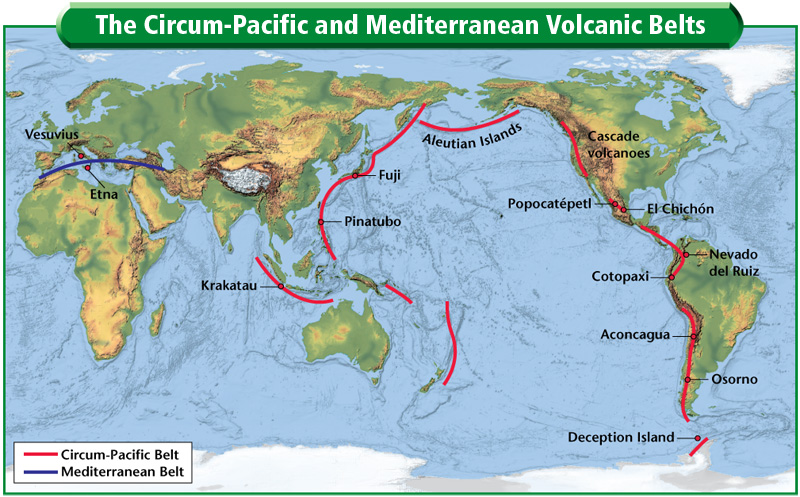 The Circum-Pacific and Mediterranean Volcanic Belts
Vesuvius
Etna
Aleutian Islands
Cascade
volcanoes
Fuji
Popocatépetl
El Chichón
Pinatubo
Nevado
del Ruiz
Krakatau
Cotopaxi
Aconcagua
Osorno
Deception Island
Circum-Pacific Belt
Mediterranean Belt